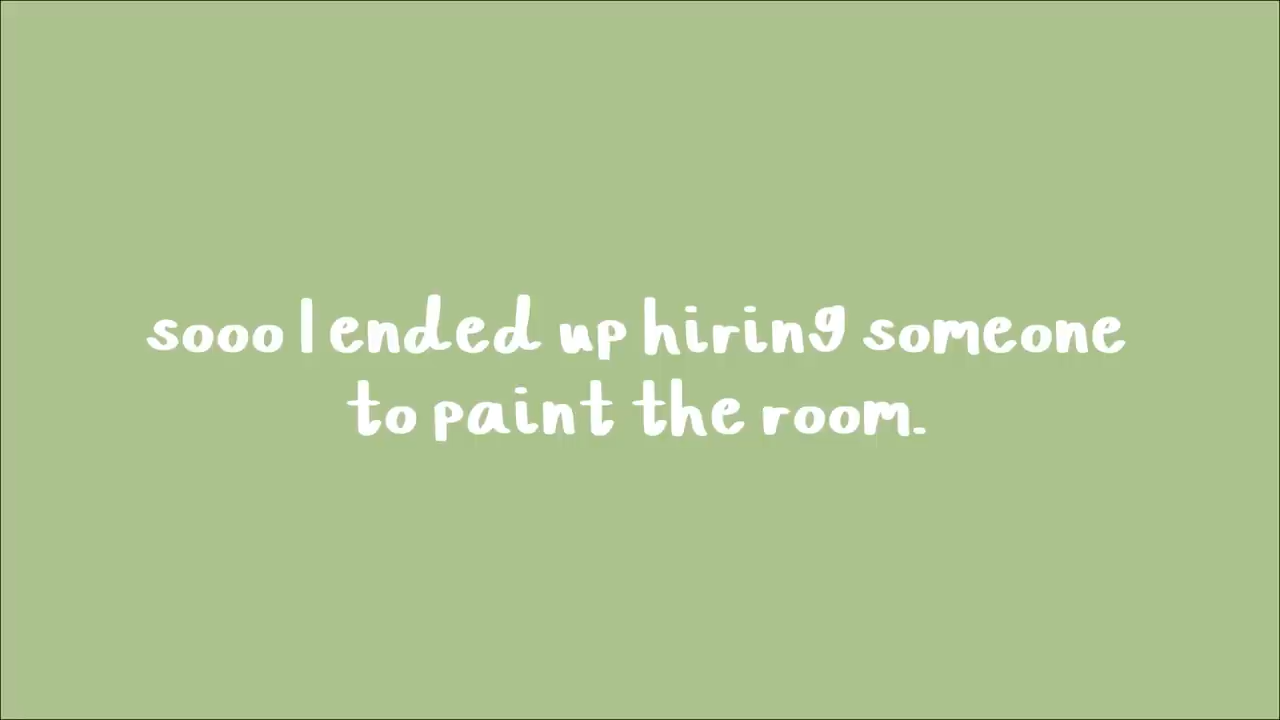 sooo I ended up hiring someone
to paint the room.